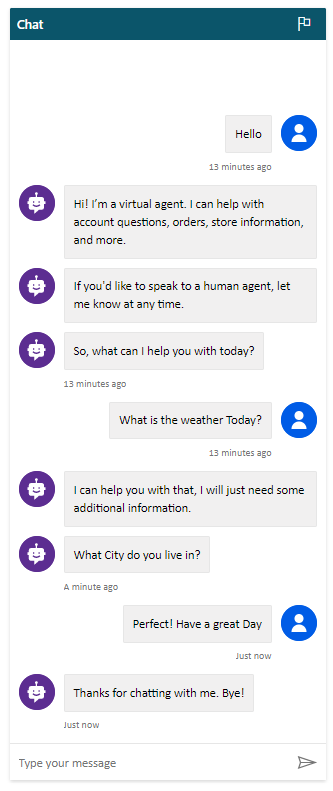 Chat
Hello
13 minutes ago
Hi! I'm a virtual agent. I can help with
account questions, orders, store information,
and more.
If you'd like to speak to a human agent, let
me know at any time.
So, what can I help you with today?
13 minutes ago
What is the weather Today?
13 minutes ago
I can help you with that, I will just need some
additional information.
What City do you live in?
A minute ago
Perfect! Have a great Day
Just now
Thanks for chatting with me. Bye!
Just now
Type your message